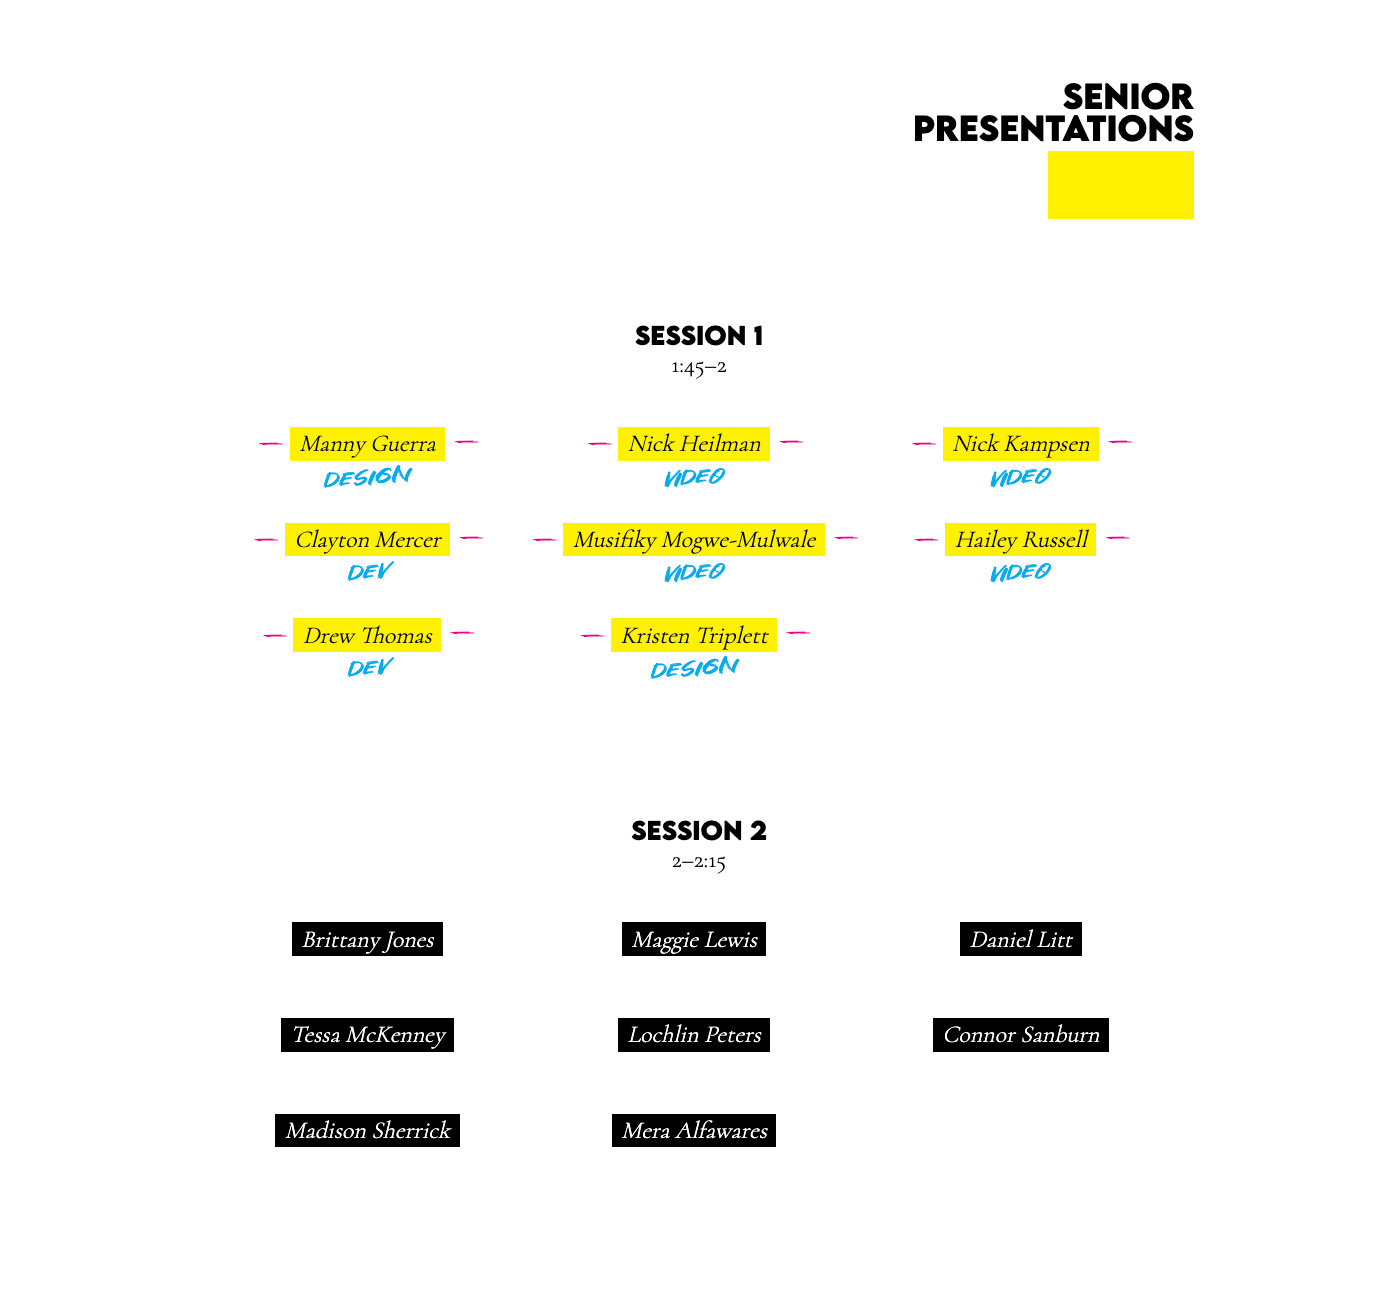 SENIOR
PRESENTATIONS
SESSION 1
1:45–2
Manny Guerra
DESIGN
Nick Heilman
VIDEO
Nick Kampsen
VIDEO
Clayton Mercer
DEV
Musifiky Mogwe-Mulwale
VIDEO
Hailey Russell
VIDEO
Drew Thomas
DEV
Kristen Triplett
DESIGN
SESSION 2
2–2:15
Brittany Jones
Maggie Lewis
Daniel Litt
Tessa McKenney
Lochlin Peters
Connor Sanburn
Madison Sherrick
Mera Alfawares